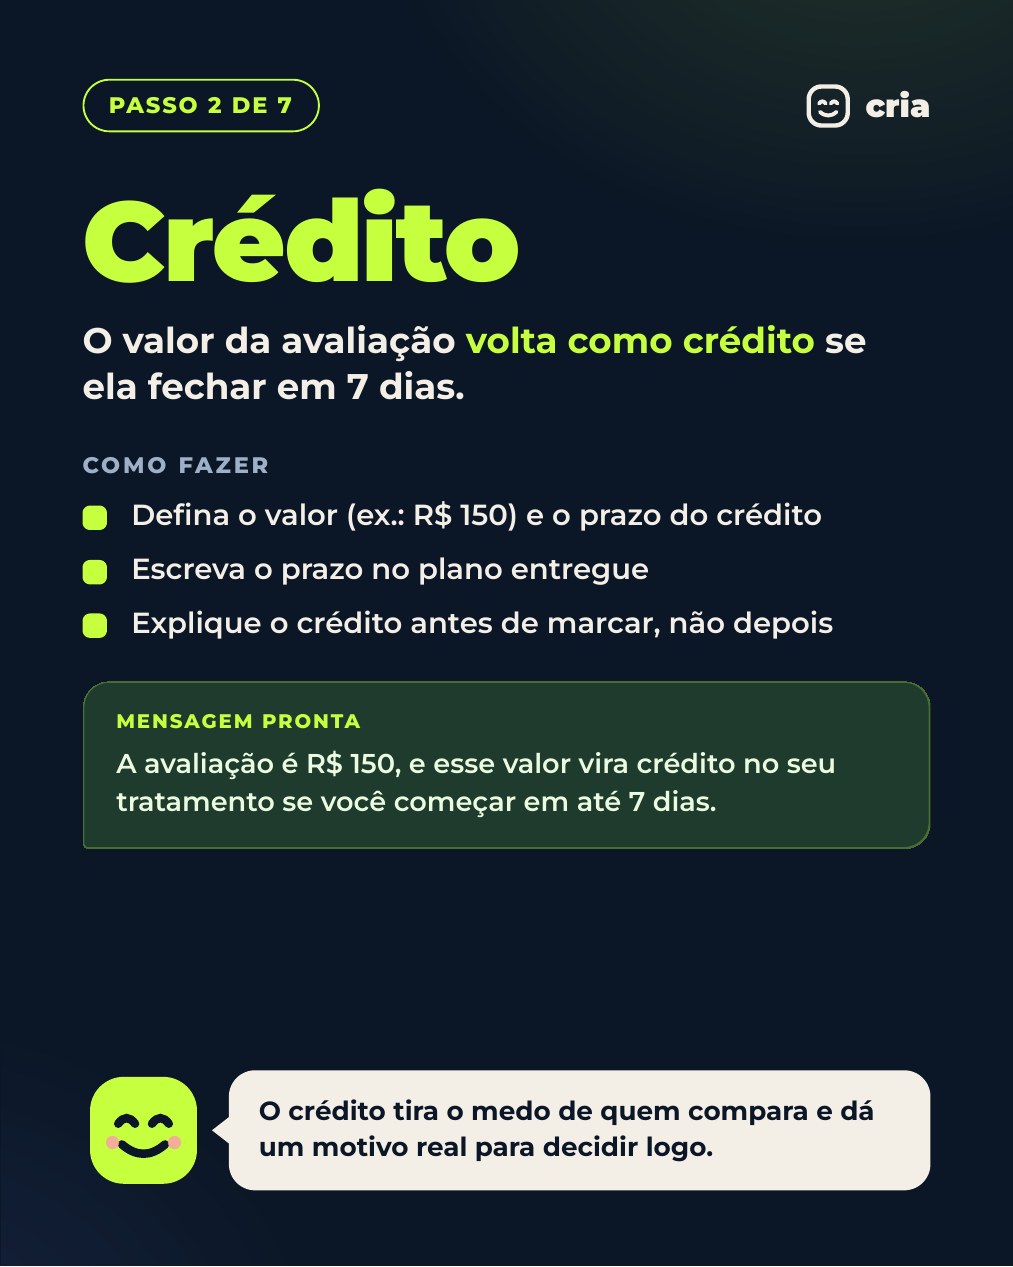 PASSO 2 DE 7
cria
Crédito
O valor da avaliação volta como crédito se
ela fechar em 7 dias.
COMO FAZER
Defina o valor (ex.: R$ 150) e o prazo do crédito
Escreva o prazo no plano entregue
Explique o crédito antes de marcar, não depois
MENSAGEM PRONTA
A avaliação é R$ 150, e esse valor vira crédito no seu
tratamento se você começar em até 7 dias.
O crédito tira o medo de quem compara e dá
um motivo real para decidir logo.